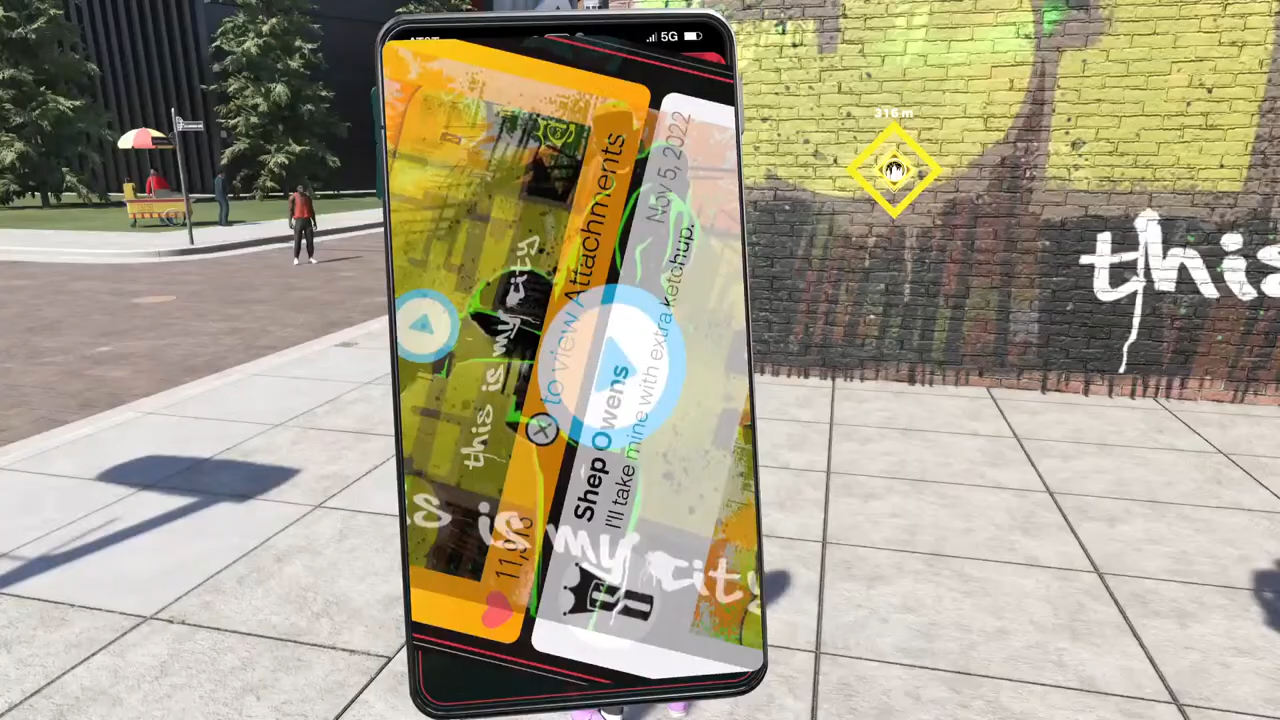 5G
316 m
to view Attachments
Nov 5, 2022
Shep Owens
I'll take mine with extra ketchup.
this is my city
is my city
this